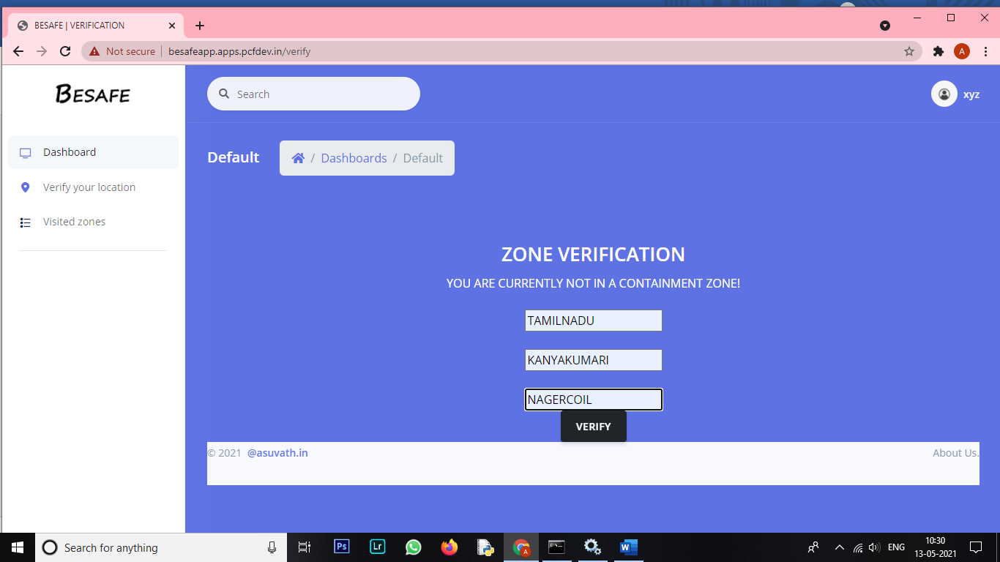 BESAFE | VERIFICATION
Not secure
besafeapp.apps.pcfdev.in/verify
A
BESAFE
Search
xyz
Dashboard
Verify your location
Visited zones
Default
/ Dashboards / Default
ZONE VERIFICATION
YOU ARE CURRENTLY NOT IN A CONTAINMENT ZONE!
TAMILNADU
KANYAKUMARI
NAGERCOIL
VERIFY
© 2021 @asuvath.in
About Us.
Search for anything
Ps
Lr
A
W
ENG
10:30
13-05-2021